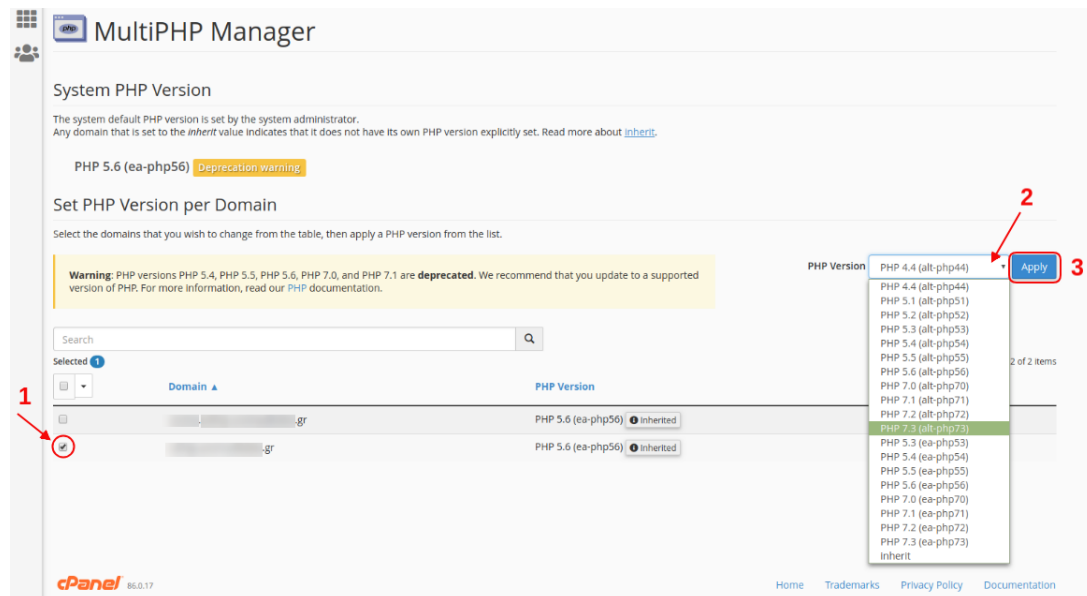 php MultiPHP Manager
System PHP Version
The system default PHP version is set by the system administrator.
Any domain that is set to the inherit value indicates that it does not have its own PHP version explicitly set. Read more about inherit.
PHP 5.6 (ea-php56) Deprecation warning
Set PHP Version per Domain
2
Select the domains that you wish to change from the table, then apply a PHP version from the list.
Warning: PHP versions PHP 5.4, PHP 5.5, PHP 5.6, PHP 7.0, and PHP 7.1 are deprecated. We recommend that you update to a supported
version of PHP. For more information, read our PHP documentation.
PHP Version PHP 4.4 (alt-php44) Apply 3
PHP 4.4 (alt-php44)
PHP 5.1 (alt-php51)
PHP 5.2 (alt-php52)
PHP 5.3 (alt-php53)
PHP 5.4 (alt-php54)
PHP 5.5 (alt-php55)
PHP 5.6 (alt-php56)
PHP 7.0 (alt-php70)
PHP 7.1 (alt-php71)
PHP 7.2 (alt-php72)
PHP 7.3 (alt-php73)
PHP 5.3 (ea-php53)
PHP 5.4 (ea-php54)
PHP 5.5 (ea-php55)
PHP 5.6 (ea-php56)
PHP 7.0 (ea-php70)
PHP 7.1 (ea-php71)
PHP 7.2 (ea-php72)
PHP 7.3 (ea-php73)
inherit
Search
Selected 1
2 of 2 items
Domain PHP Version
1
.gr PHP 5.6 (ea-php56) Inherited
.gr PHP 5.6 (ea-php56) Inherited
cPanel 86.0.17
Home Trademarks Privacy Policy Documentation